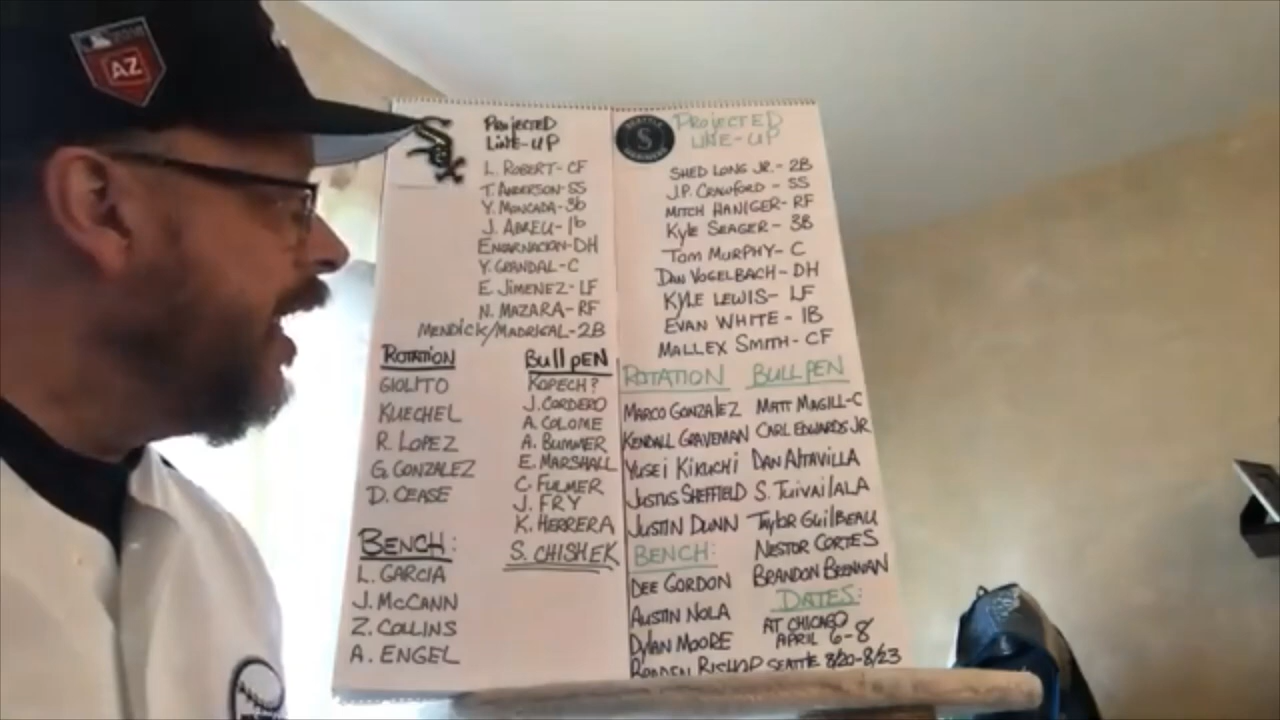 AZ
PROJECTED
LINE-UP
L. ROBERT-CF
T. ANDERSON-SS
Y. MONCADA-3b
J. ABREU-1b
ENCARNACION-DH
Y. GRANDAL-C
E. JIMENEZ-LF
N. MAZARA-RF
MENDICK/MADRIGAL-2B
ROTATION
GIOLITO
KUECHEL
R. LOPEZ
G. GONZALEZ
D. CEASE
BENCH:
L. GARCIA
J. McCANN
Z. COLLINS
A. ENGEL
BullpEN
KOPECH?
J. CORDERO
A. COLOME
A. BUMMER
E. MARSHALL
C. FULMER
J. FRY
K. HERRERA
S. CHISHEK
S
PROJECTED
LINE-UP
SHED LONG JR.-2B
J.P. CRAWFORD - SS
MITCH HANIGER- RF
Kyle SEAGER - 3B
TOM MURPHY- C
DAN VOGELBACH- DH
KYLE LEWIS- LF
EVAN WHITE - 1B
MALLEX SMITH- CF
ROTATION
MARCO GONZALEZ
KENDALL GRAVEMAN
YUSEI KIKUCHI
JUSTUS SHEFFIELD
JUSTIN DUNN
BENCH:
DEE GORDON
AUSTIN NOLA
DYLAN MOORE
BRADEN BISHOP
BULLPEN
MATT MAGILL-C
CARL EDWARDS JR
DAN AltAVILLA
S. TUIVAILALA
TAYLOR GUILBEAU
NESTOR CORTES
BRANDON BRENNAN
DATES:
AT CHICAGO
APRIL 6-8
SEATTLE 8/20-8/23